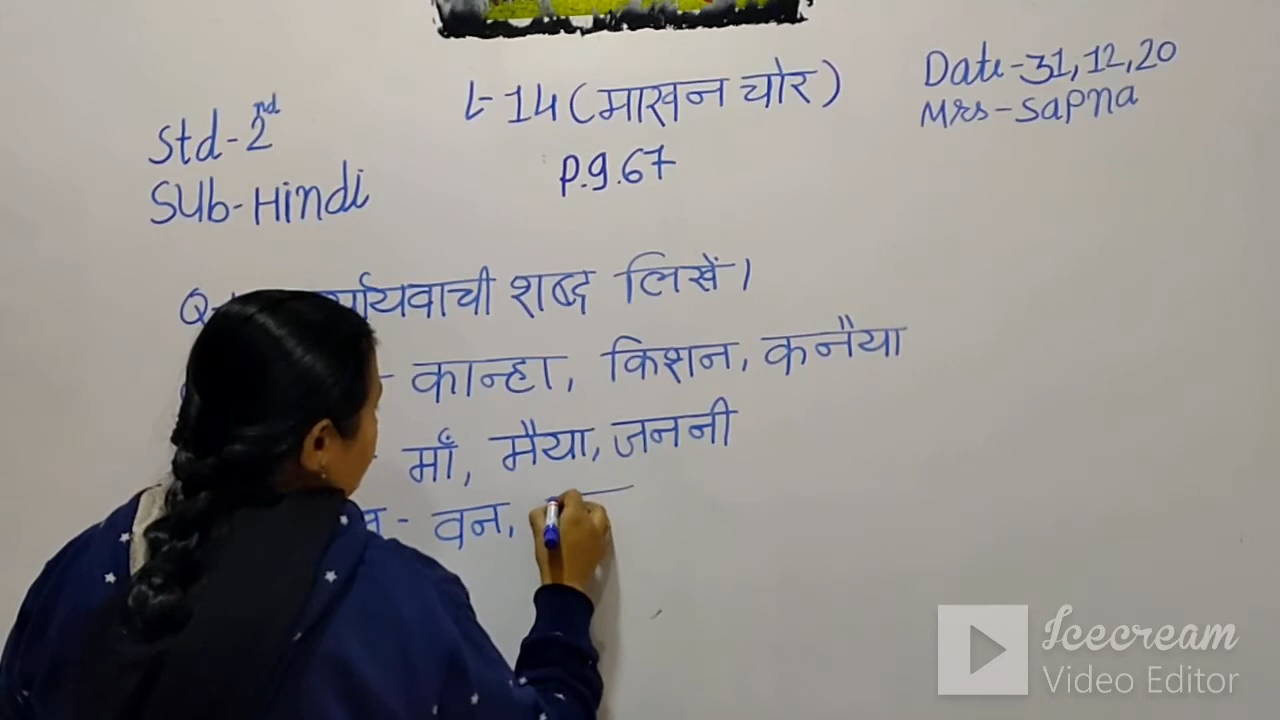 L-14 (माखन चोर)
Date-31,12,20
Mrs-Sapna
Std-2nd
Sub-Hindi
P.g.67
पर्यायवाची शब्द लिखें।
- कान्हा, किशन, कनैया
माँ, मैया, जननी
- वन,
Icecream
Video Editor